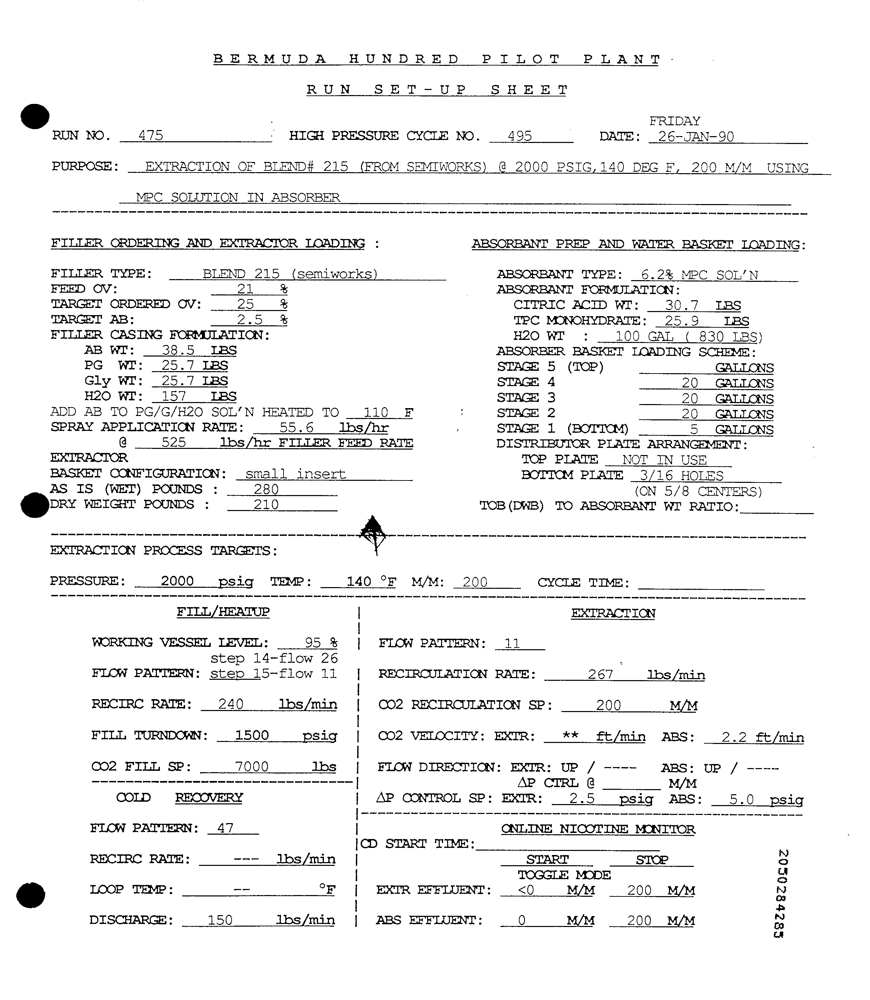 BERMUDA HUNDRED PILOT PLANT
RUN SET-UP SHEET
FRIDAY
RUN NO. 475 HIGH PRESSURE CYCLE NO. 495 DATE: 26-JAN-90
PURPOSE: EXTRACTION OF BLEND# 215 (FROM SEMIWORKS) @ 2000 PSIG,140 DEG F, 200 M/M USING
MPC SOLUTION IN ABSORBER
FILLER ORDERING AND EXTRACTOR LOADING :
FILLER TYPE: BLEND 215 (semiworks)
FEED OV: 21 %
TARGET ORDERED OV: 25 %
TARGET AB: 2.5 %
FILLER CASING FORMULATION:
AB WT: 38.5 LBS
PG WT: 25.7 LBS
Gly WT: 25.7 LBS
H2O WT: 157 LBS
ADD AB TO PG/G/H2O SOL'N HEATED TO 110 F
SPRAY APPLICATION RATE: 55.6 lbs/hr
@ 525 lbs/hr FILLER FEED RATE
EXTRACTOR
BASKET CONFIGURATION: small insert
AS IS (WET) POUNDS : 280
DRY WEIGHT POUNDS : 210
ABSORBANT PREP AND WATER BASKET LOADING:
ABSORBANT TYPE: 6.2% MPC SOL'N
ABSORBANT FORMULATION:
CITRIC ACID WT: 30.7 LBS
TPC MONOHYDRATE: 25.9 LBS
H2O WT : 100 GAL ( 830 LBS)
ABSORBER BASKET LOADING SCHEME:
STAGE 5 (TOP) GALLONS
STAGE 4 20 GALLONS
STAGE 3 20 GALLONS
STAGE 2 20 GALLONS
STAGE 1 (BOTTOM) 5 GALLONS
DISTRIBUTOR PLATE ARRANGEMENT:
TOP PLATE NOT IN USE
BOTTOM PLATE 3/16 HOLES
(ON 5/8 CENTERS)
TOB(DWB) TO ABSORBANT WT RATIO:
EXTRACTION PROCESS TARGETS:
PRESSURE: 2000 psig TEMP: 140 °F M/M: 200 CYCLE TIME:
FILL/HEATUP
WORKING VESSEL LEVEL: 95 %
step 14-flow 26
FLOW PATTERN: step 15-flow 11
RECIRC RATE: 240 lbs/min
FILL TURNDOWN: 1500 psig
CO2 FILL SP: 7000 lbs
COLD RECOVERY
FLOW PATTERN: 47
RECIRC RATE: --- lbs/min
LOOP TEMP: -- °F
DISCHARGE: 150 lbs/min
EXTRACTION
FLOW PATTERN: 11
RECIRCULATION RATE: 267 lbs/min
CO2 RECIRCULATION SP: 200 M/M
CO2 VELOCITY: EXTR: ** ft/min ABS: 2.2 ft/min
FLOW DIRECTION: EXTR: UP / ---- ABS: UP / ----
ΔP CTRL @ M/M
ΔP CONTROL SP: EXTR: 2.5 psig ABS: 5.0 psig
ONLINE NICOTINE MONITOR
CD START TIME:
START STOP
TOGGLE MODE
EXTR EFFLUENT: <0 M/M 200 M/M
ABS EFFLUENT: 0 M/M 200 M/M
2050284285